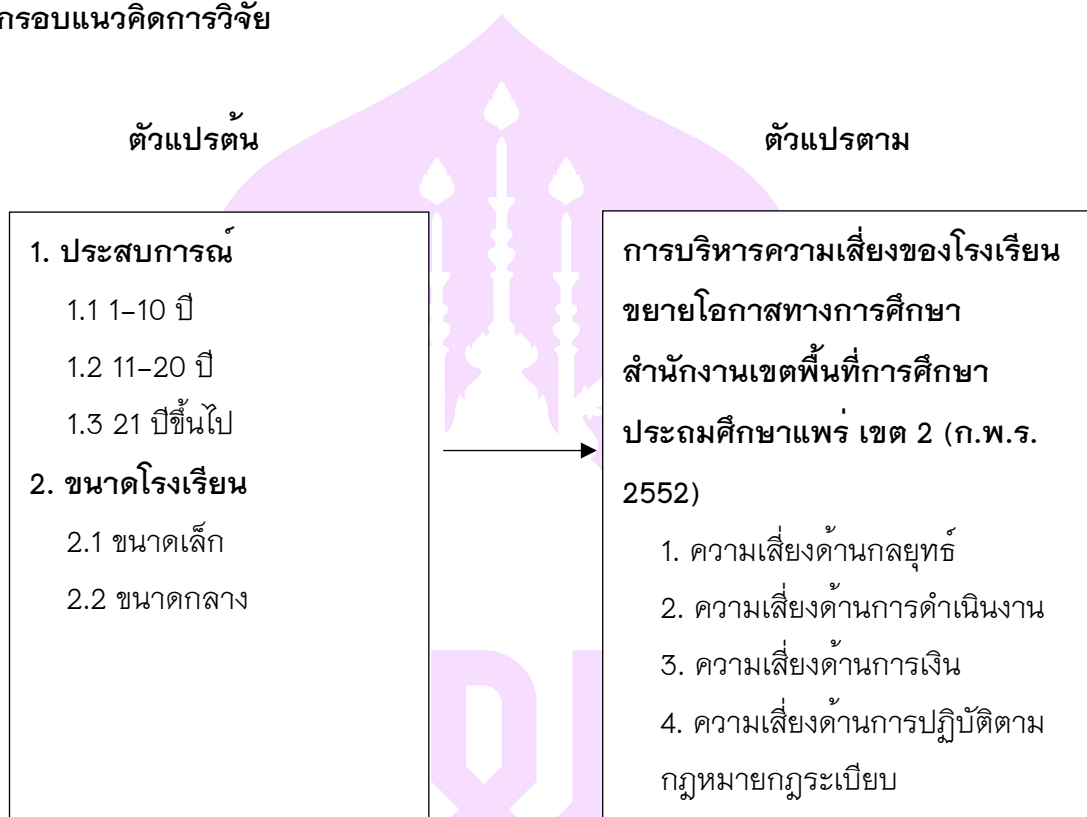 กรอบแนวคิดการวิจัย
ตัวแปรต้น
ตัวแปรตาม
1. ประสบการณ์
1.1 1–10 ปี
1.2 11–20 ปี
1.3 21 ปีขึ้นไป
2. ขนาดโรงเรียน
2.1 ขนาดเล็ก
2.2 ขนาดกลาง
การบริหารความเสี่ยงของโรงเรียน
ขยายโอกาสทางการศึกษา
สำนักงานเขตพื้นที่การศึกษา
ประถมศึกษาแพร่ เขต 2 (ก.พ.ร.
2552)
1. ความเสี่ยงด้านกลยุทธ์
2. ความเสี่ยงด้านการดำเนินงาน
3. ความเสี่ยงด้านการเงิน
4. ความเสี่ยงด้านการปฏิบัติตาม
กฎหมายกฎระเบียบ